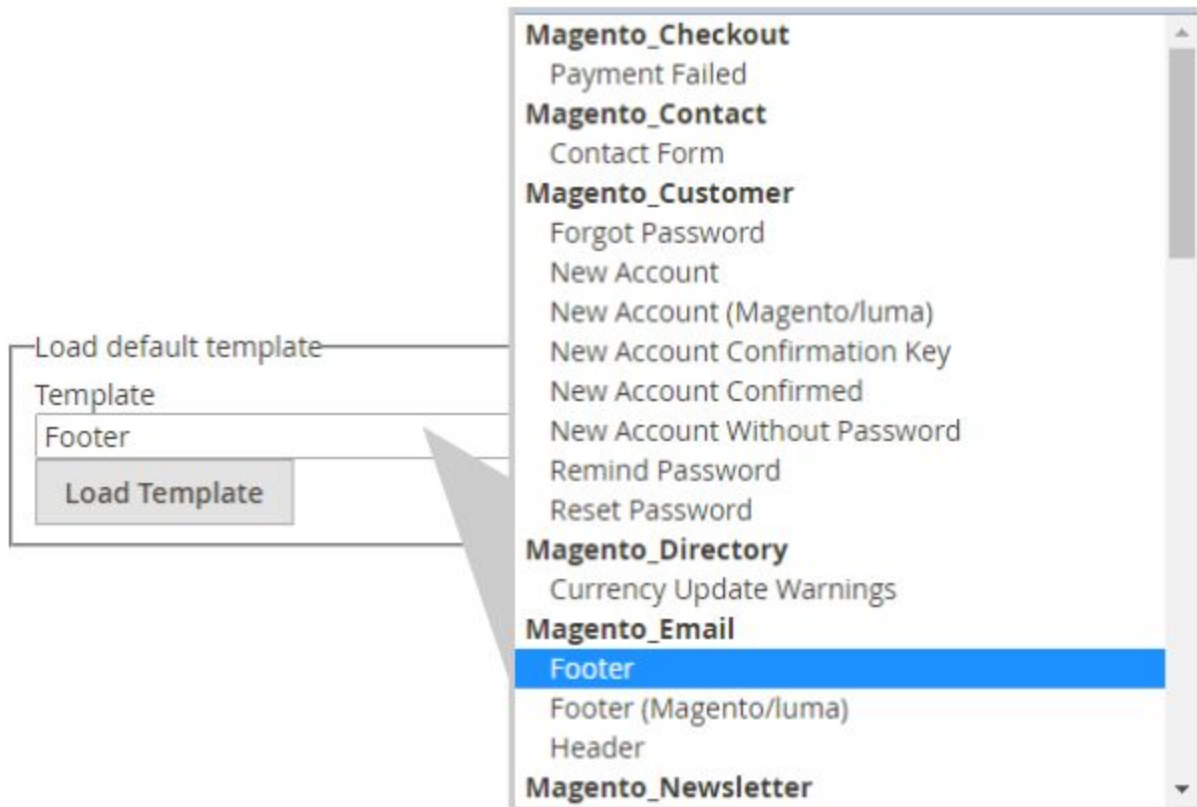 Load default template
Template
Footer
Load Template
Magento_Checkout
Payment Failed
Magento_Contact
Contact Form
Magento_Customer
Forgot Password
New Account
New Account (Magento/luma)
New Account Confirmation Key
New Account Confirmed
New Account Without Password
Remind Password
Reset Password
Magento_Directory
Currency Update Warnings
Magento_Email
Footer
Footer (Magento/luma)
Header
Magento_Newsletter